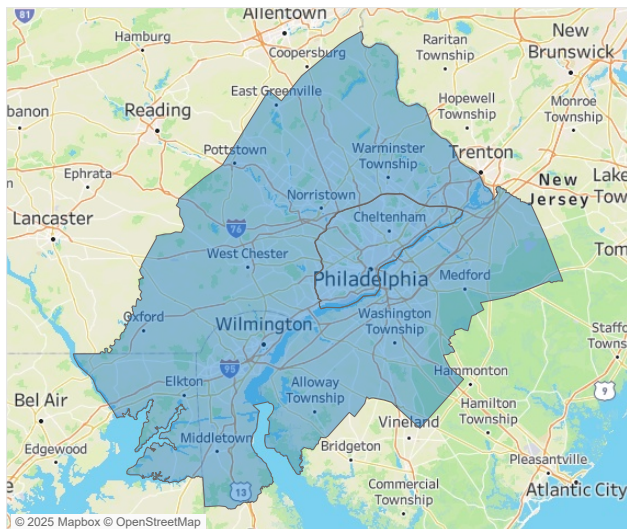 81
Allentown
Hamburg
Coopersburg
Raritan
Township
New
Brunswick
banon
Reading
East Greenville
Hopewell
Township
Monroe
Township
Pottstown
Warminster
Township
Trenton
Ephrata
Norristown
New
Jersey
Lake
Tow
Lancaster
76
Cheltenham
West Chester
Tom
Philadelphia
Medford
Oxford
Wilmington
Washington
Township
Staffo
Towns
95
Bel Air
Elkton
Alloway
Township
Hammonton
9
Hamilton
Township
Edgewood
Middletown
Bridgeton
Vineland
Pleasantville
13
Commercial
Township
Atlantic City
© 2025 Mapbox © OpenStreetMap